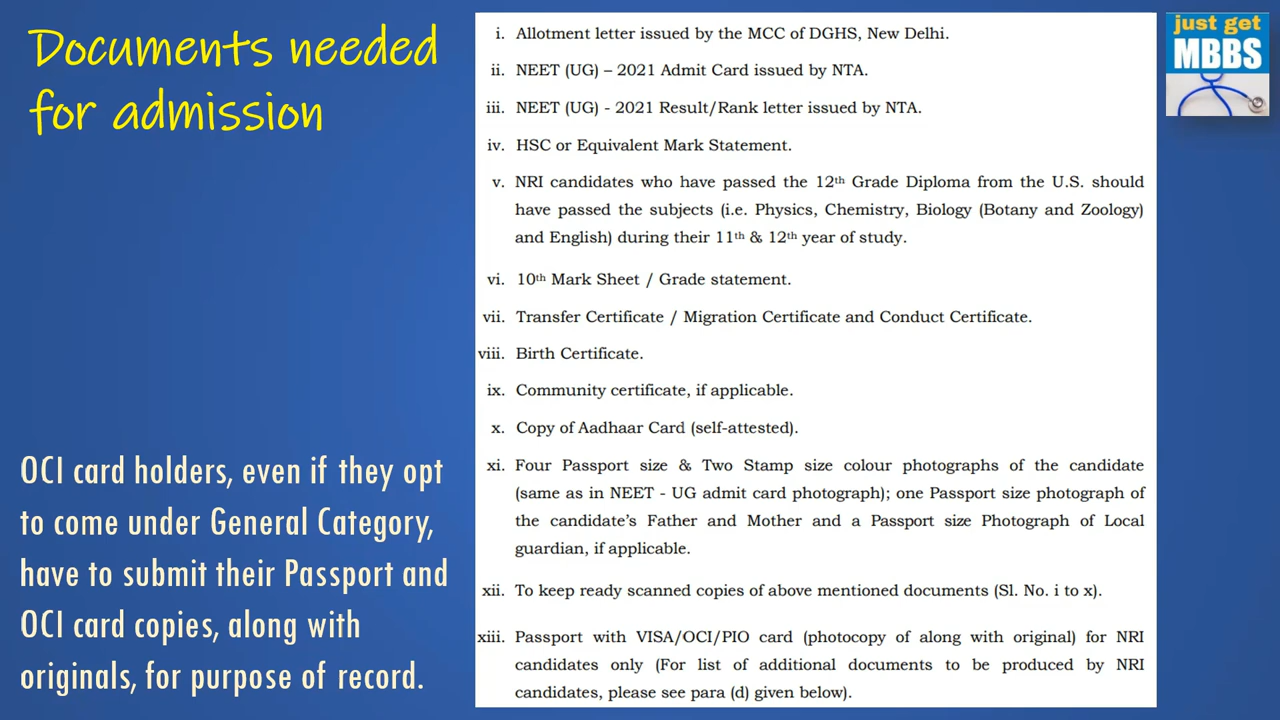 Documents needed
for admission
just get
MBBS
i. Allotment letter issued by the MCC of DGHS, New Delhi.
ii. NEET (UG) – 2021 Admit Card issued by NTA.
iii. NEET (UG) - 2021 Result/Rank letter issued by NTA.
iv. HSC or Equivalent Mark Statement.
v. NRI candidates who have passed the 12th Grade Diploma from the U.S. should
have passed the subjects (i.e. Physics, Chemistry, Biology (Botany and Zoology)
and English) during their 11th & 12th year of study.
vi. 10th Mark Sheet / Grade statement.
vii. Transfer Certificate / Migration Certificate and Conduct Certificate.
viii. Birth Certificate.
ix. Community certificate, if applicable.
x. Copy of Aadhaar Card (self-attested).
xi. Four Passport size & Two Stamp size colour photographs of the candidate
(same as in NEET - UG admit card photograph); one Passport size photograph of
the candidate's Father and Mother and a Passport size Photograph of Local
guardian, if applicable.
xii. To keep ready scanned copies of above mentioned documents (Sl. No. i to x).
xiii. Passport with VISA/OCI/PIO card (photocopy of along with original) for NRI
candidates only (For list of additional documents to be produced by NRI
candidates, please see para (d) given below).
OCI card holders, even if they opt
to come under General Category,
have to submit their Passport and
OCI card copies, along with
originals, for purpose of record.